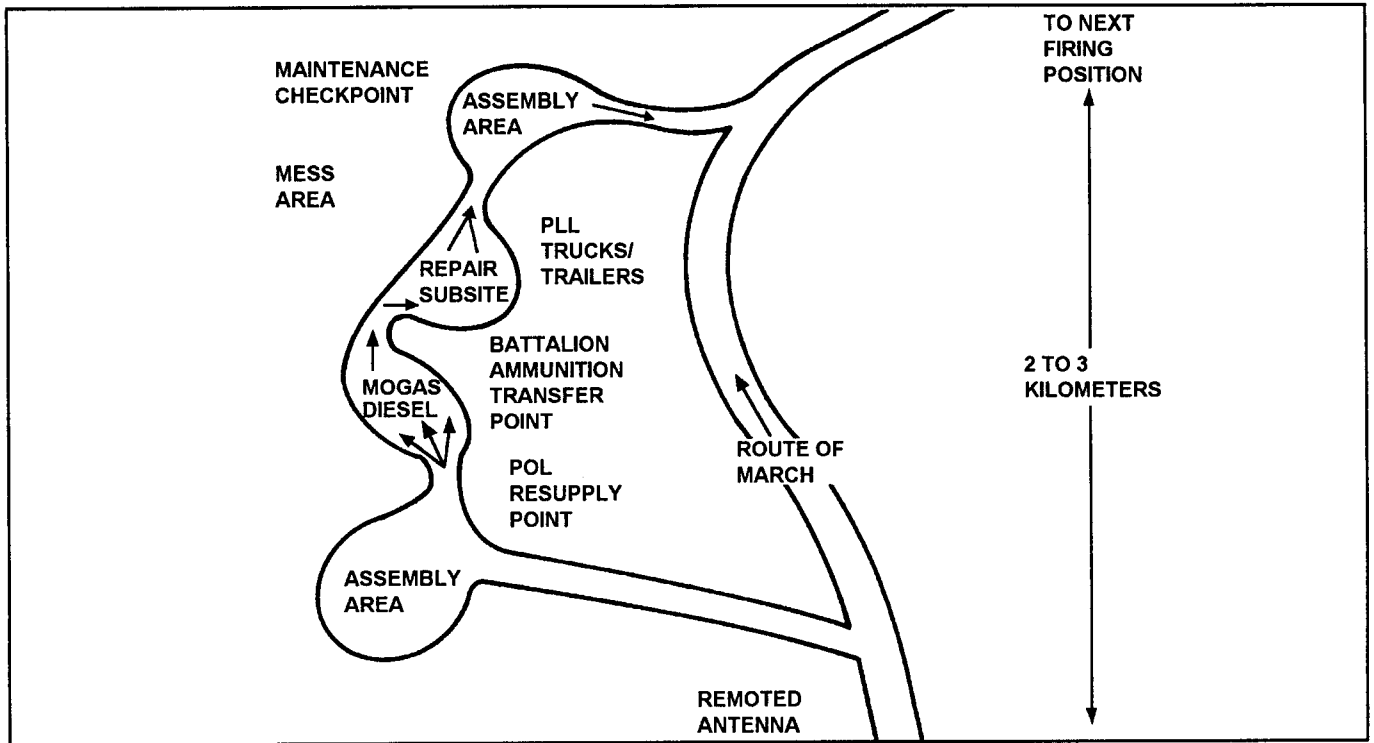 TO NEXT
FIRING
POSITION
MAINTENANCE
CHECKPOINT
ASSEMBLY
AREA
MESS
AREA
PLL
TRUCKS/
TRAILERS
REPAIR
SUBSITE
BATTALION
AMMUNITION
TRANSFER
POINT
2 TO 3
KILOMETERS
MOGAS
DIESEL
ROUTE OF
MARCH
POL
RESUPPLY
POINT
ASSEMBLY
AREA
REMOTED
ANTENNA